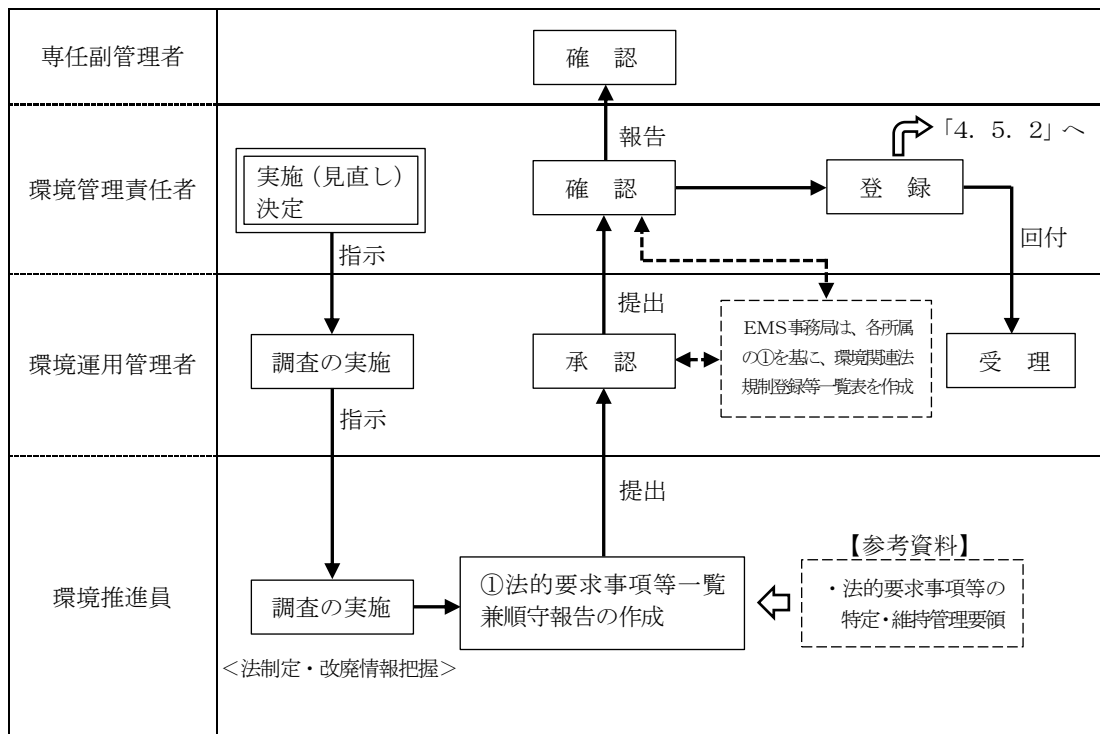 専任副管理者
確 認
報告
「4. 5. 2」へ
環境管理責任者
実施（見直し）
決定
確 認
登 録
指示
回付
提出
環境運用管理者
調査の実施
承 認
EMS事務局は、各所属
の①を基に、環境関連法
規制登録等一覧表を作成
受 理
指示
提出
【参考資料】
環境推進員
調査の実施
①法的要求事項等一覧
兼順守報告の作成
・法的要求事項等の
特定・維持管理要領
＜法制定・改廃情報把握＞